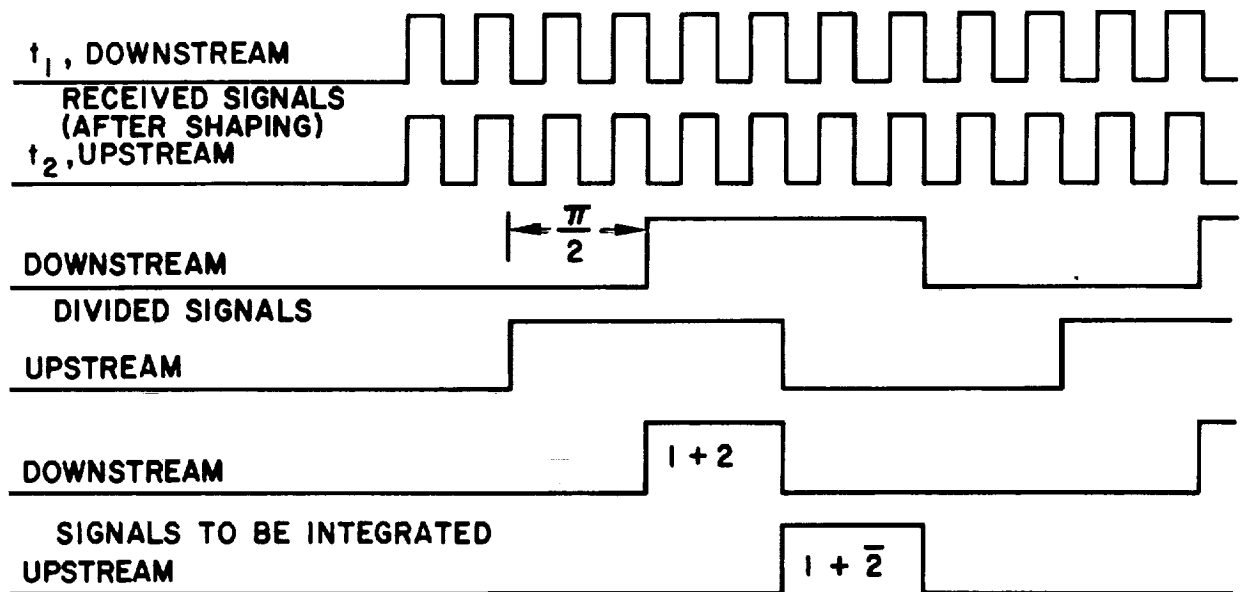 t1, DOWNSTREAM
RECEIVED SIGNALS
(AFTER SHAPING)
t2, UPSTREAM
π/2
DOWNSTREAM
DIVIDED SIGNALS
UPSTREAM
1 + 2
DOWNSTREAM
SIGNALS TO BE INTEGRATED
1 + 2̅
UPSTREAM